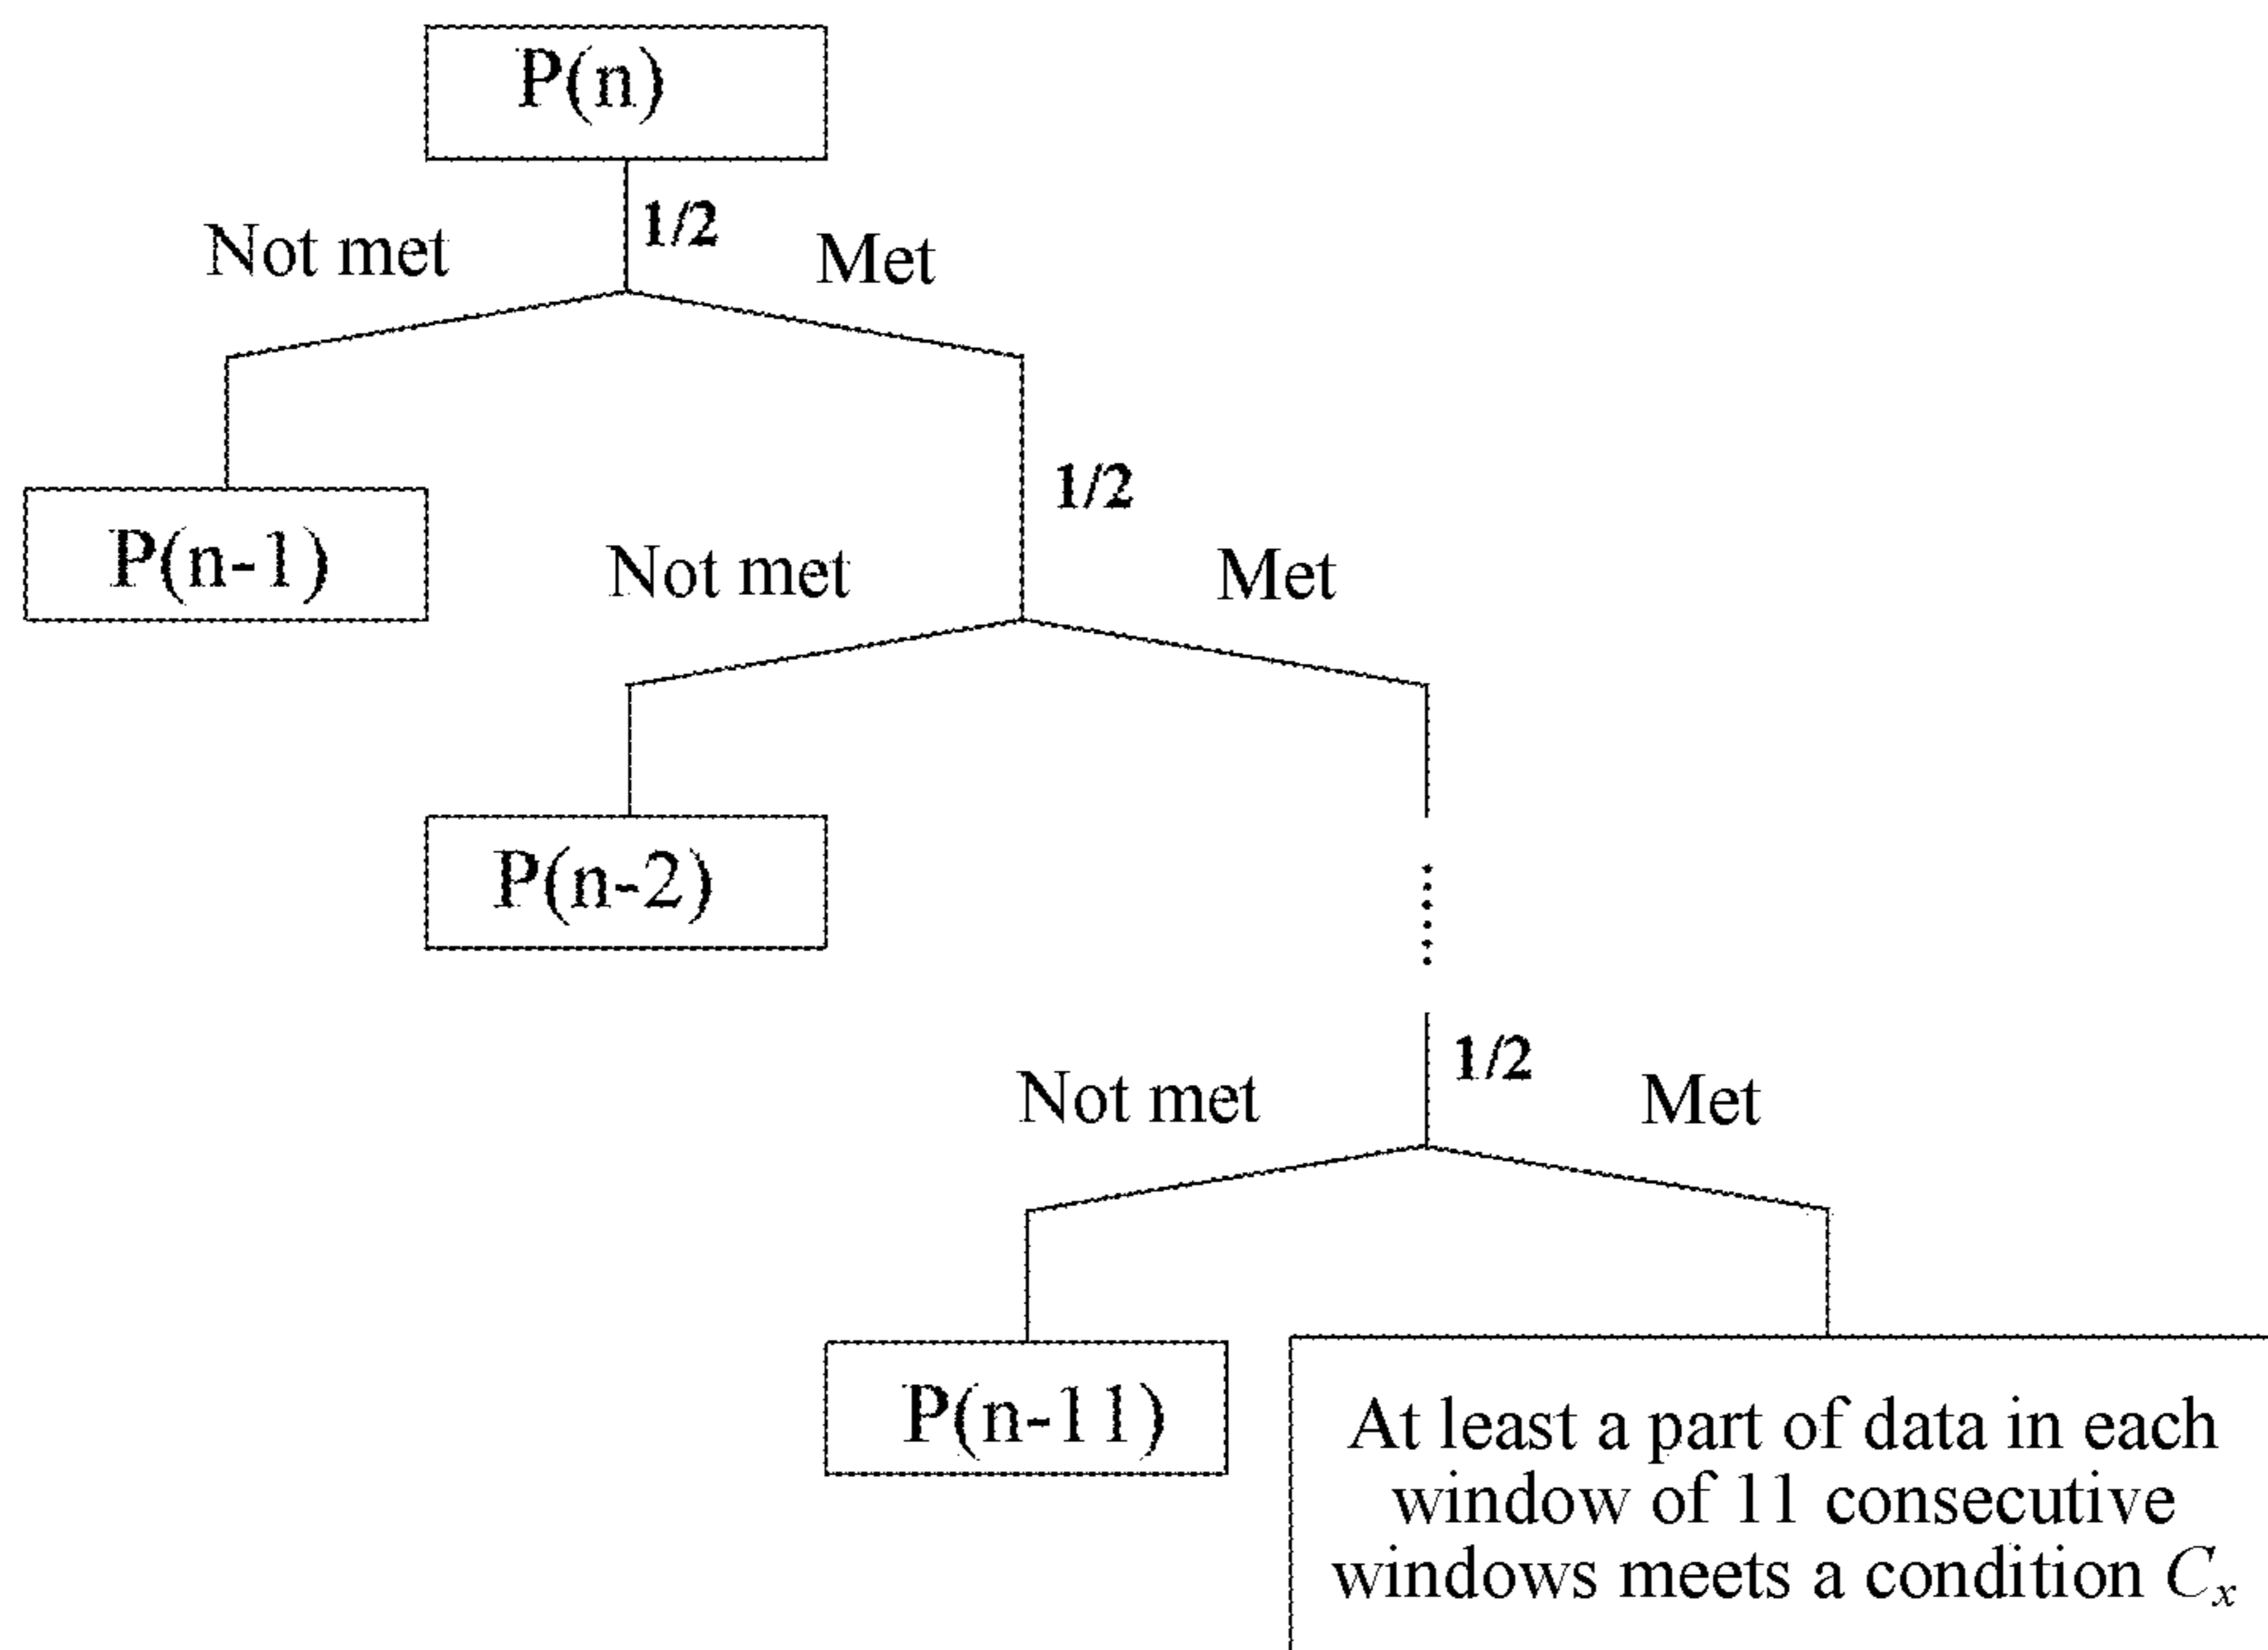 P(n)
1/2
Not met
Met
1/2
P(n-1)
Not met
Met
P(n-2)
1/2
Not met
Met
P(n-11)
At least a part of data in each
window of 11 consecutive
windows meets a condition Cₓ